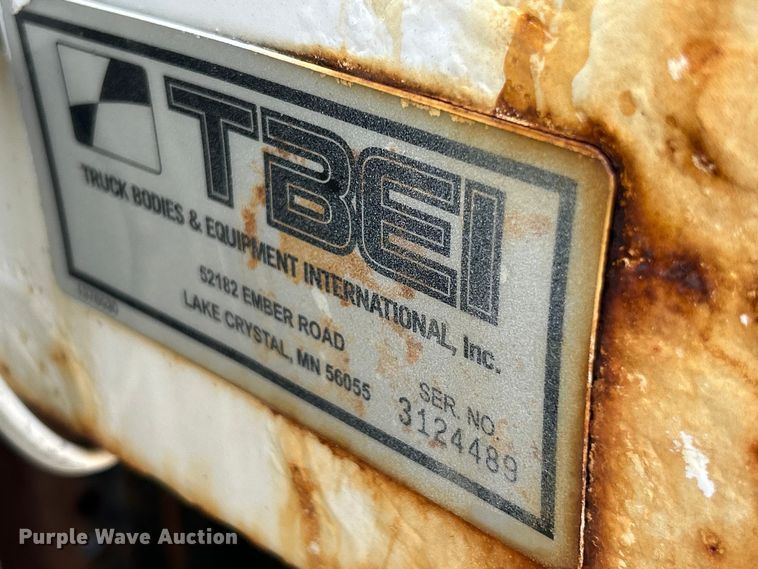 TBEI
TRUCK BODIES & EQUIPMENT INTERNATIONAL, Inc.
52182 EMBER ROAD
LAKE CRYSTAL, MN 56055
SER. NO.
3124489
Purple Wave Auction